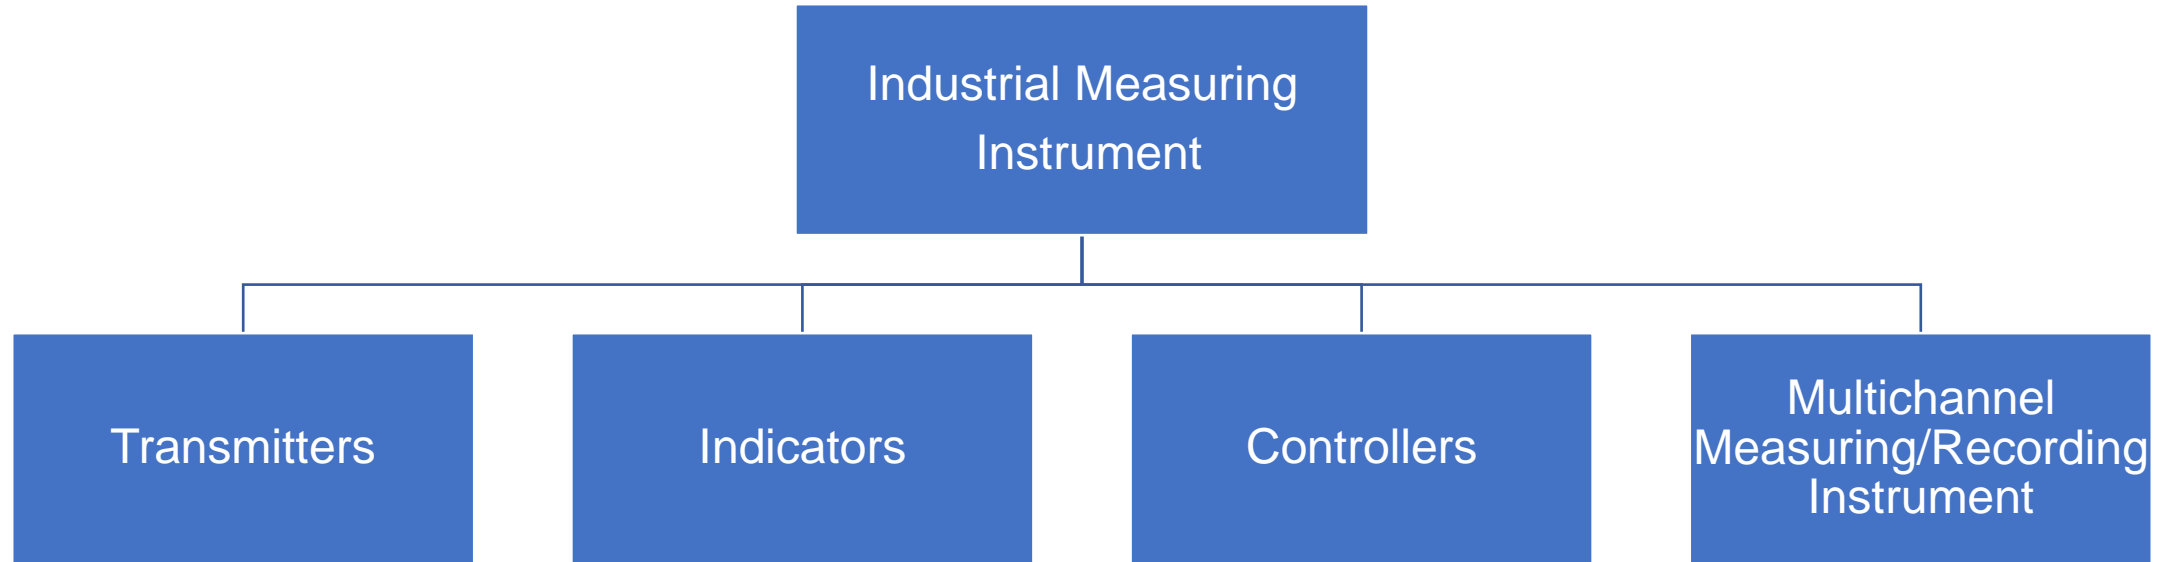 Industrial Measuring
Instrument
Transmitters
Indicators
Controllers
Multichannel
Measuring/Recording
Instrument